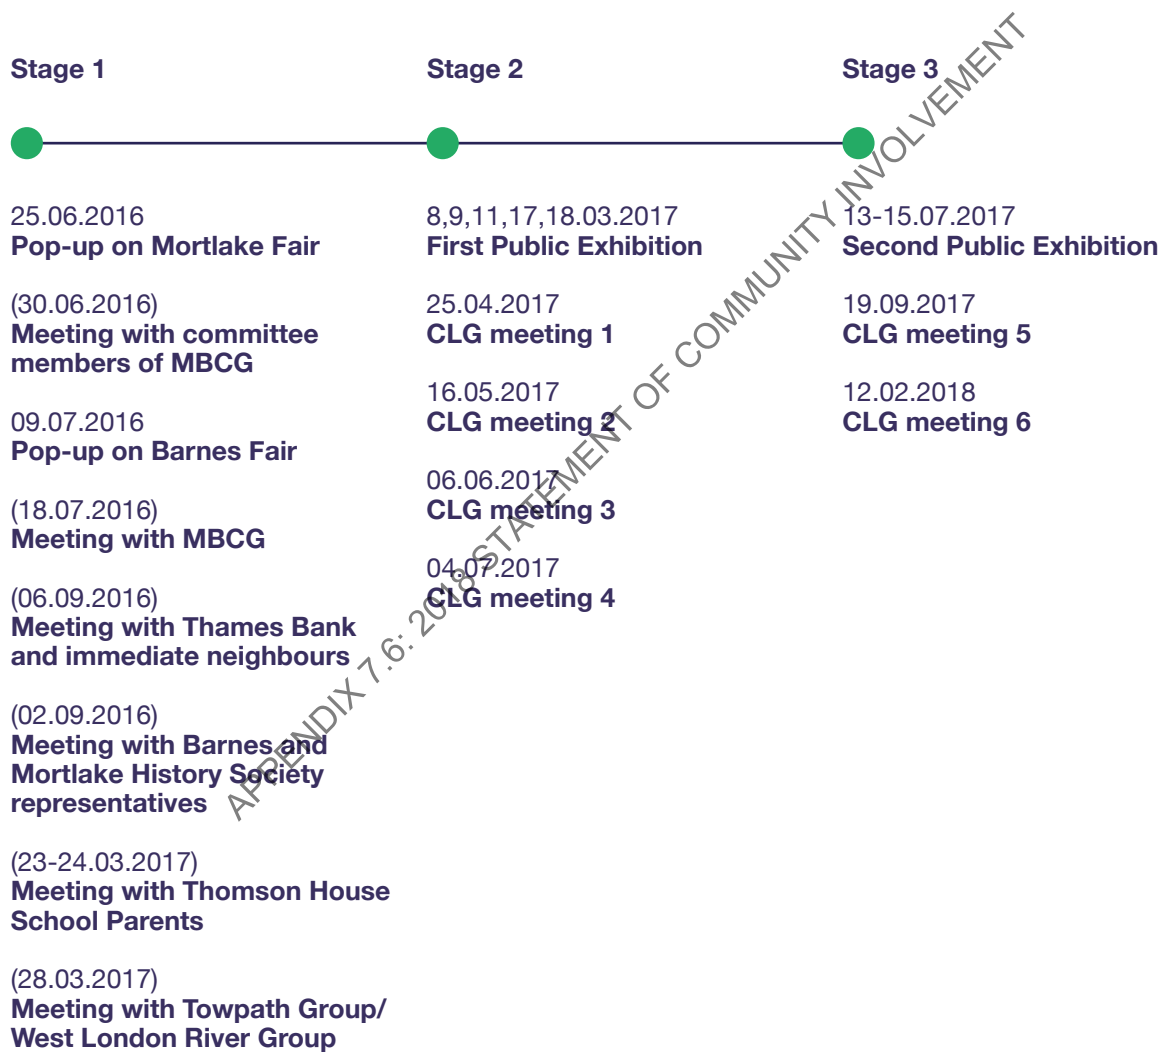 Stage 1
25.06.2016
Pop-up on Mortlake Fair
(30.06.2016)
Meeting with committee
members of MBCG
09.07.2016
Pop-up on Barnes Fair
(18.07.2016)
Meeting with MBCG
(06.09.2016)
Meeting with Thames Bank
and immediate neighbours
(02.09.2016)
Meeting with Barnes and
Mortlake History Society
representatives
(23-24.03.2017)
Meeting with Thomson House
School Parents
(28.03.2017)
Meeting with Towpath Group/
West London River Group
Stage 2
8,9,11,17,18.03.2017
First Public Exhibition
25.04.2017
CLG meeting 1
16.05.2017
CLG meeting 2
06.06.2017
CLG meeting 3
04.07.2017
CLG meeting 4
Stage 3
13-15.07.2017
Second Public Exhibition
19.09.2017
CLG meeting 5
12.02.2018
CLG meeting 6
APPENDIX 7.6: 2018 STATEMENT OF COMMUNITY INVOLVEMENT